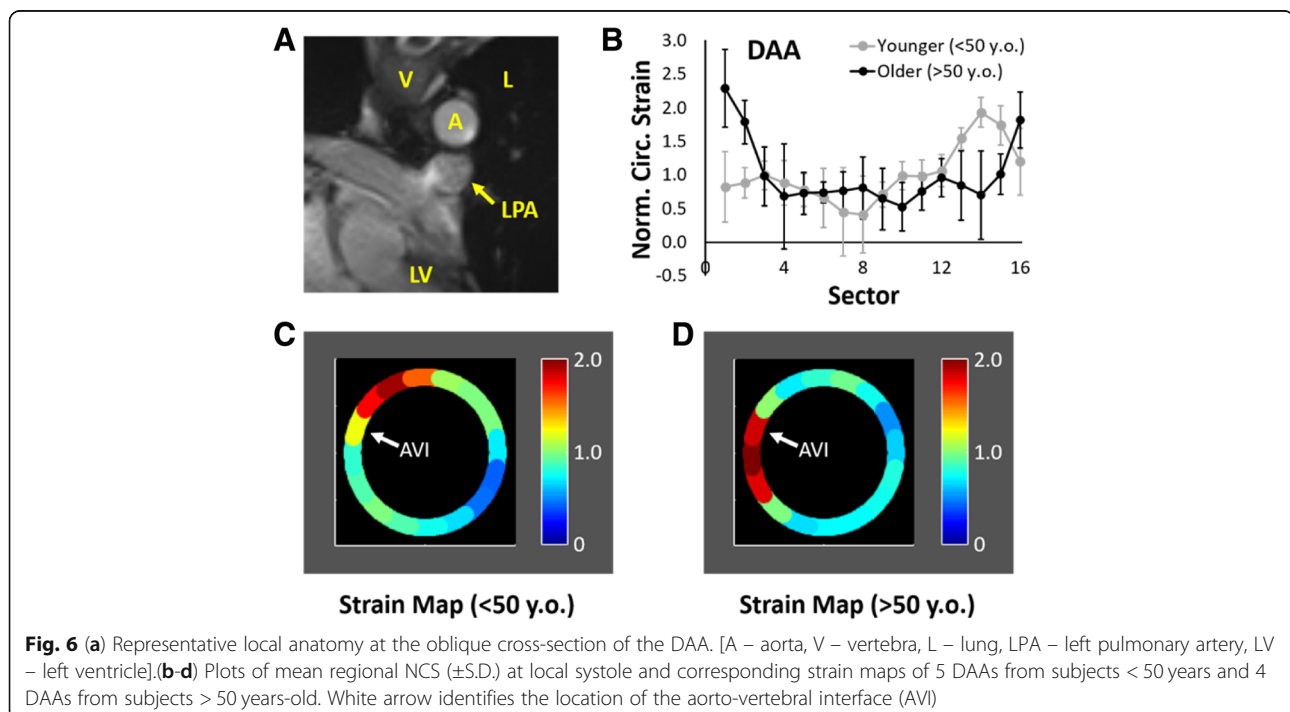 A
V
L
A
LPA
LV
B
DAA
Younger (<50 y.o.)
Older (>50 y.o.)
Norm. Circ. Strain
3.0
2.5
2.0
1.5
1.0
0.5
0.0
-0.5
0
4
8
12
16
Sector
C
AVI
2.0
1.0
0
Strain Map (<50 y.o.)
D
AVI
2.0
1.0
0
Strain Map (>50 y.o.)
Fig. 6 (a) Representative local anatomy at the oblique cross-section of the DAA. [A – aorta, V – vertebra, L – lung, LPA – left pulmonary artery, LV
– left ventricle].(b-d) Plots of mean regional NCS (±S.D.) at local systole and corresponding strain maps of 5 DAAs from subjects < 50 years and 4
DAAs from subjects > 50 years-old. White arrow identifies the location of the aorto-vertebral interface (AVI)